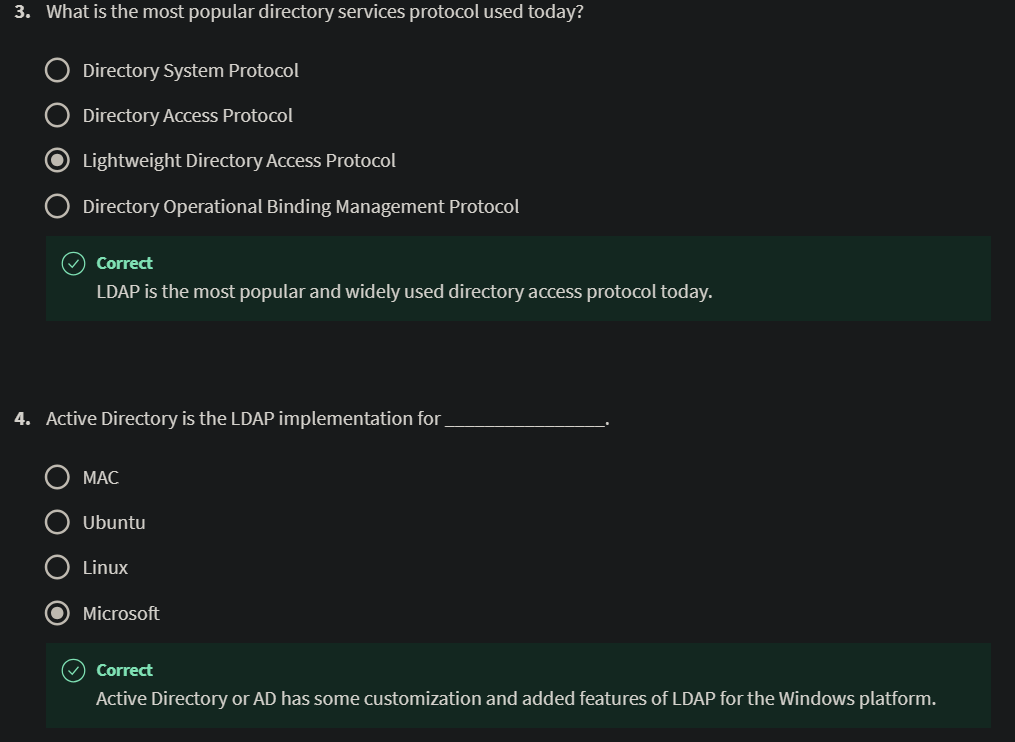 3. What is the most popular directory services protocol used today?
Directory System Protocol
Directory Access Protocol
Lightweight Directory Access Protocol
Directory Operational Binding Management Protocol
Correct
LDAP is the most popular and widely used directory access protocol today.
4. Active Directory is the LDAP implementation for ________________.
MAC
Ubuntu
Linux
Microsoft
Correct
Active Directory or AD has some customization and added features of LDAP for the Windows platform.